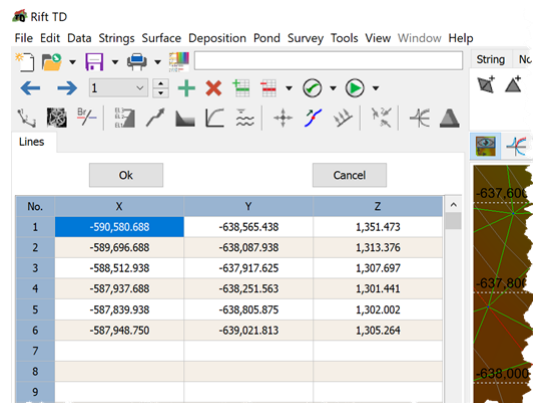 Rift TD
File Edit Data Strings Surface Deposition Pond Survey Tools View Window Help
String
1
Lines
Ok Cancel
No. X Y Z
1 -590,580.688 -638,565.438 1,351.473
2 -589,696.688 -638,087.938 1,313.376
3 -588,512.938 -637,917.625 1,307.697
4 -587,937.688 -638,251.563 1,301.441
5 -587,839.938 -638,805.875 1,302.002
6 -587,948.750 -639,021.813 1,305.264
7
8
9
-637,600
-637,800
-638,000